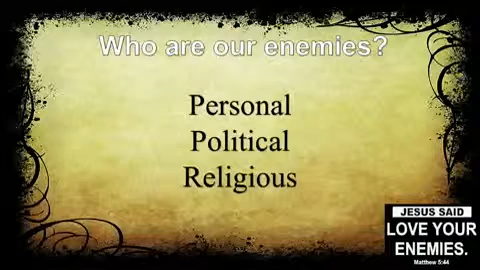 Who are our enemies?
Personal
Political
Religious
JESUS SAID
LOVE YOUR
ENEMIES.
Matthew 5:44